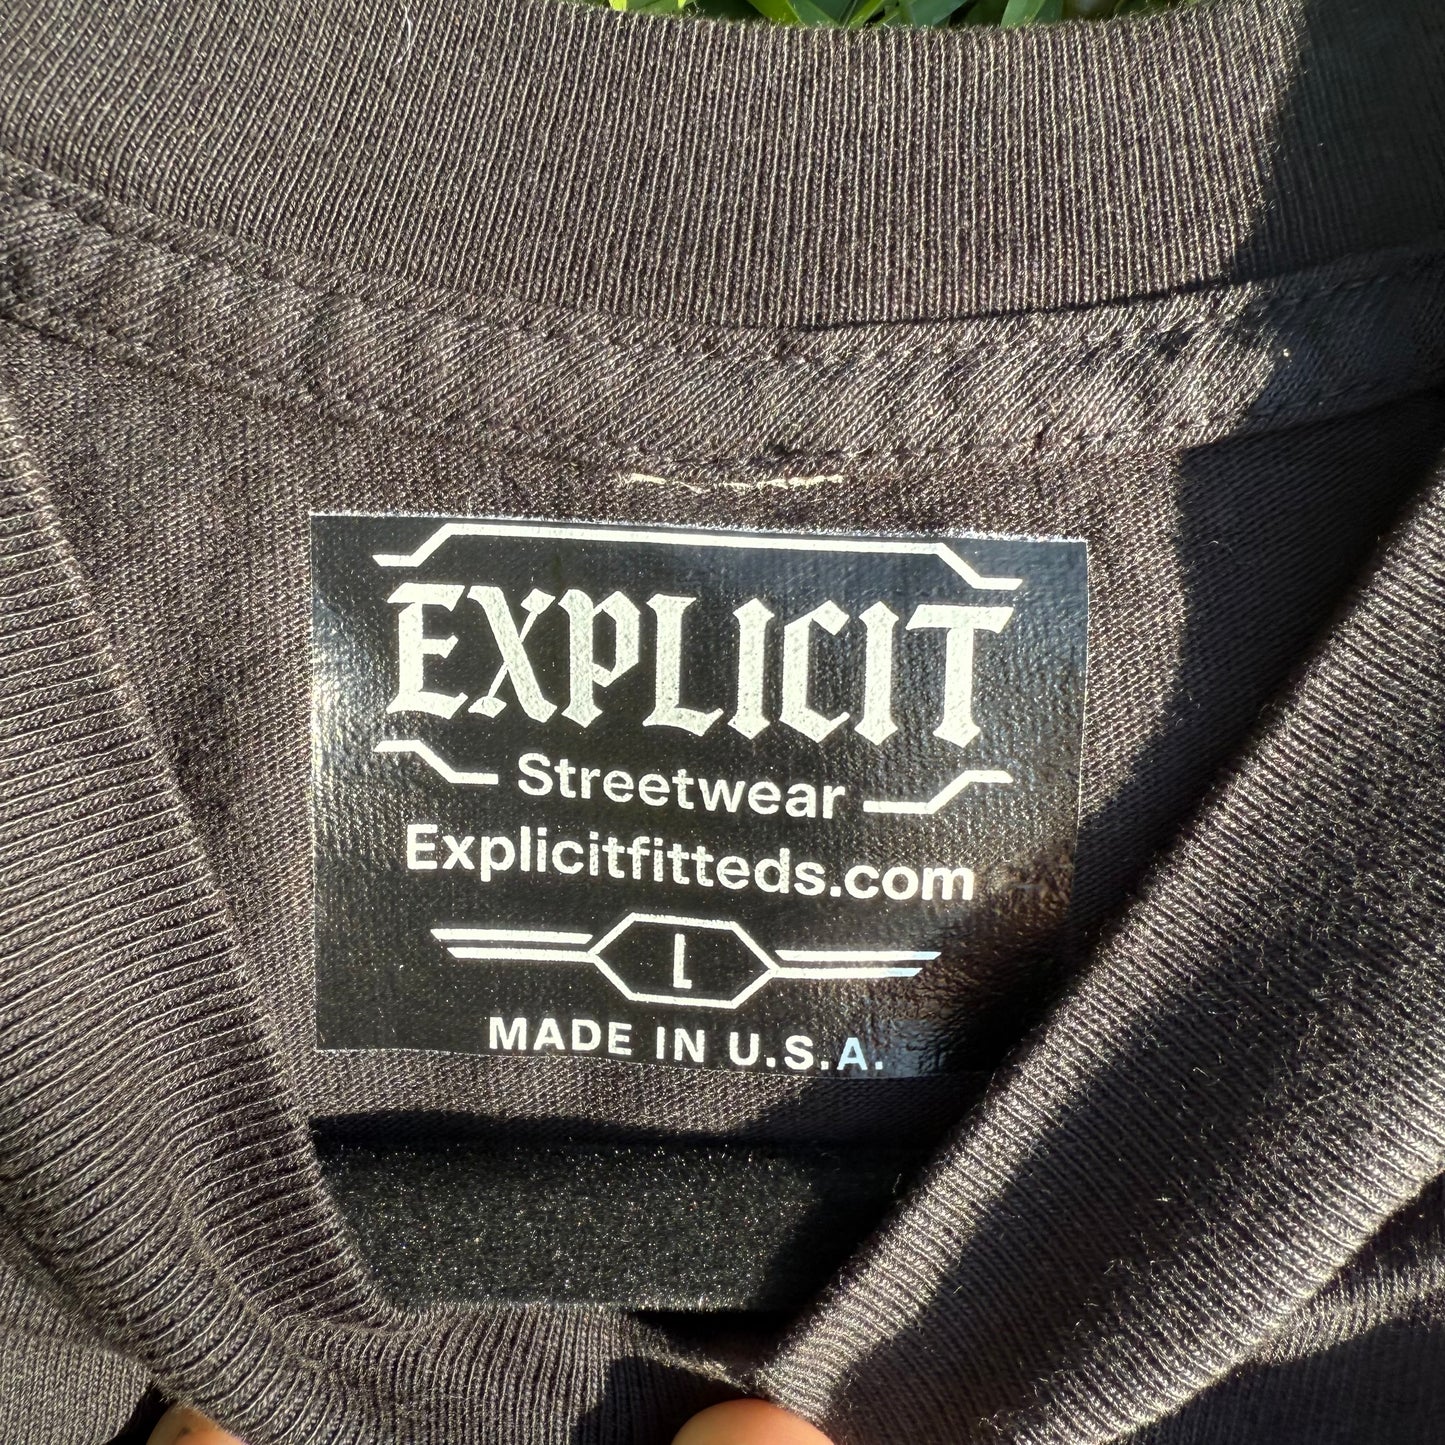 EXPLICIT
Streetwear
Explicitfitteds.com
L
MADE IN U.S.A.